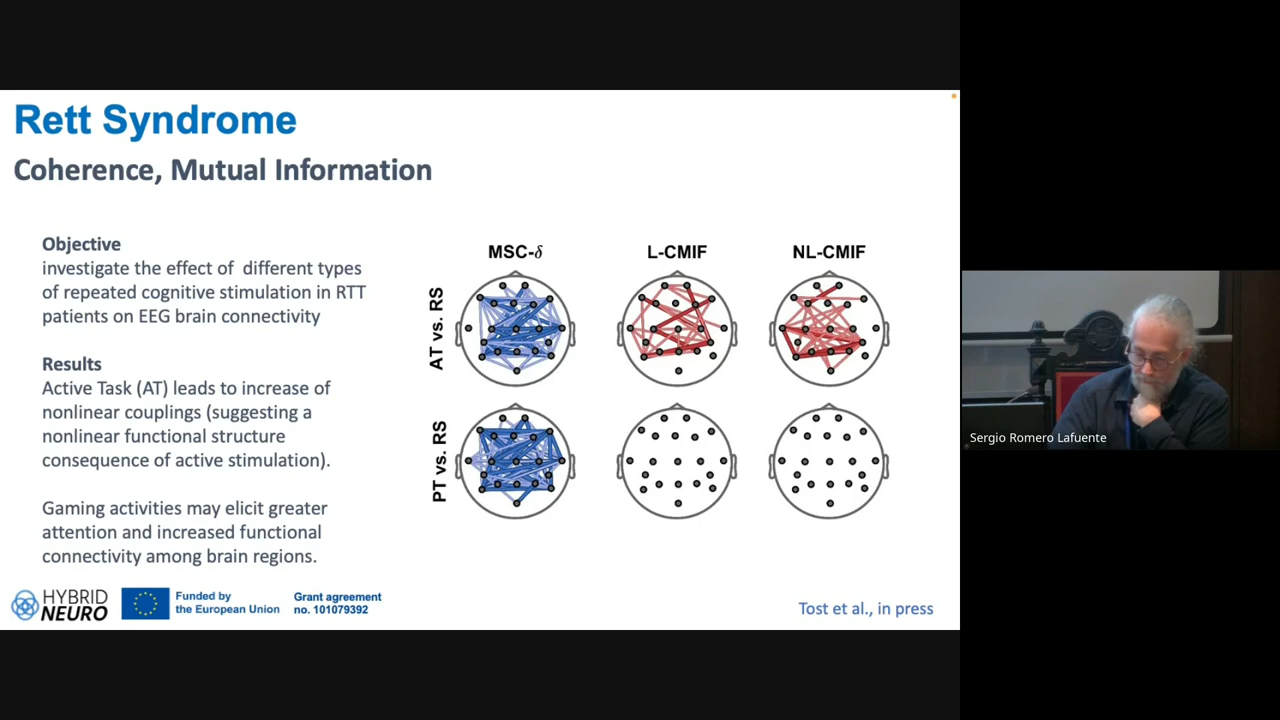 Rett Syndrome
Coherence, Mutual Information
Objective
investigate the effect of different types
of repeated cognitive stimulation in RTT
patients on EEG brain connectivity
Results
Active Task (AT) leads to increase of
nonlinear couplings (suggesting a
nonlinear functional structure
consequence of active stimulation).
Gaming activities may elicit greater
attention and increased functional
connectivity among brain regions.
MSC-δ
L-CMIF
NL-CMIF
AT vs. RS
PT vs. RS
HYBRID
NEURO
Funded by
the European Union
Grant agreement
no. 101079392
Tost et al., in press
Sergio Romero Lafuente